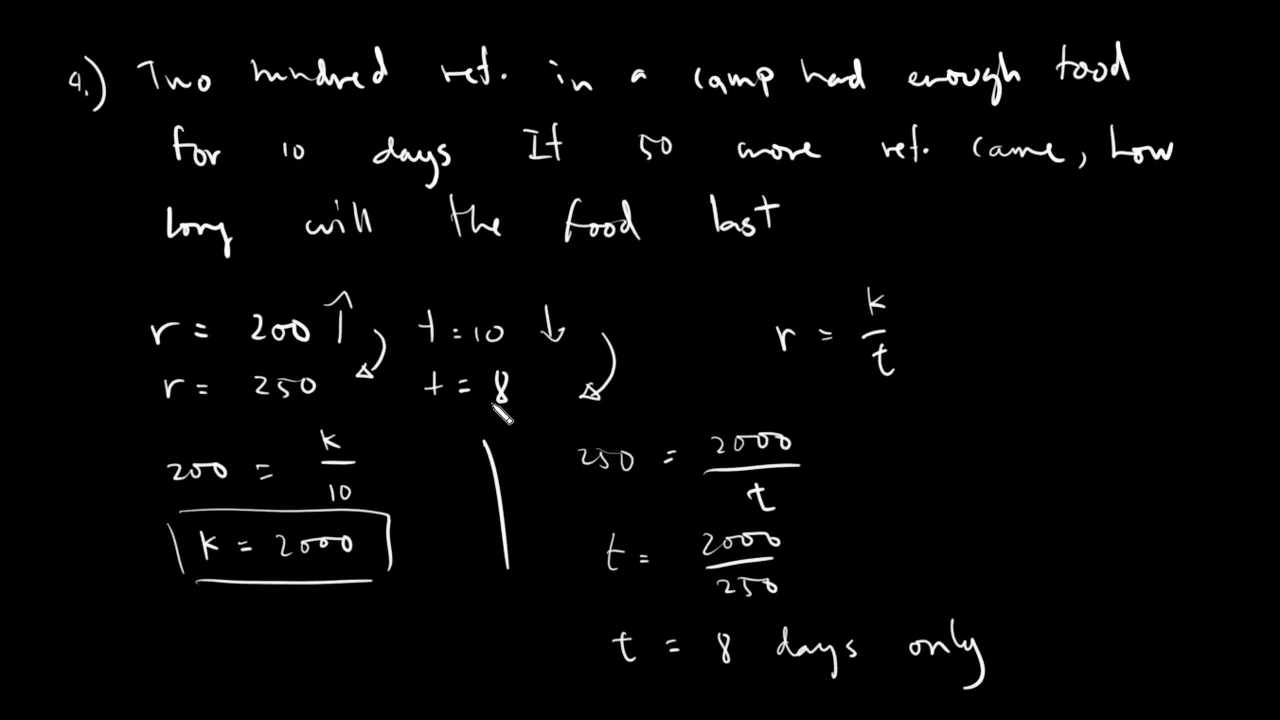 9.) Two hundred ref. in a camp had enough food
for 10 days If 50 more ref. came, how
long will the food last
r = 200 ↑ t = 10 ↓
r = k/t
r = 250 t = 8
200 = k/10
250 = 2000/t
k = 2000
t = 2000/250
t = 8 days only